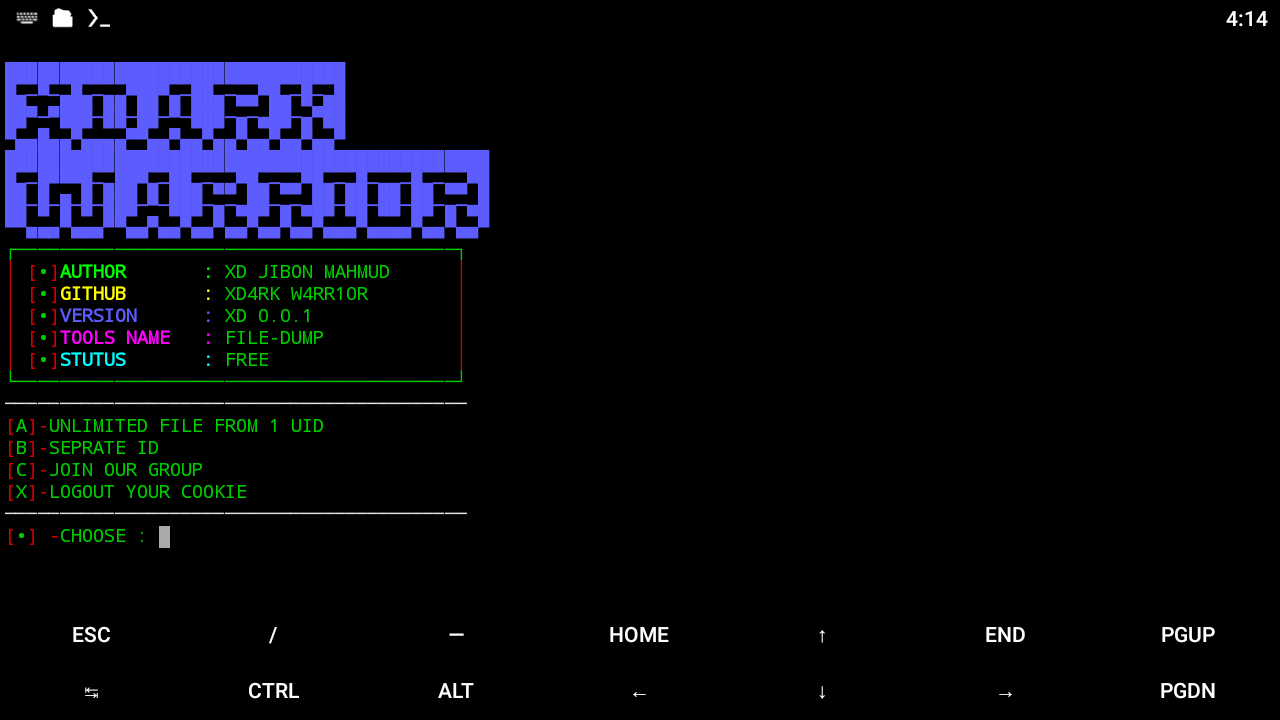 4:14
[•]AUTHOR : XD JIBON MAHMUD
[•]GITHUB : XD4RK W4RR1OR
[•]VERSION : XD O.O.1
[•]TOOLS NAME : FILE-DUMP
[•]STUTUS : FREE
[A]-UNLIMITED FILE FROM 1 UID
[B]-SEPRATE ID
[C]-JOIN OUR GROUP
[X]-LOGOUT YOUR COOKIE
[•] -CHOOSE :
ESC / — HOME ↑ END PGUP
↹ CTRL ALT ← ↓ → PGDN